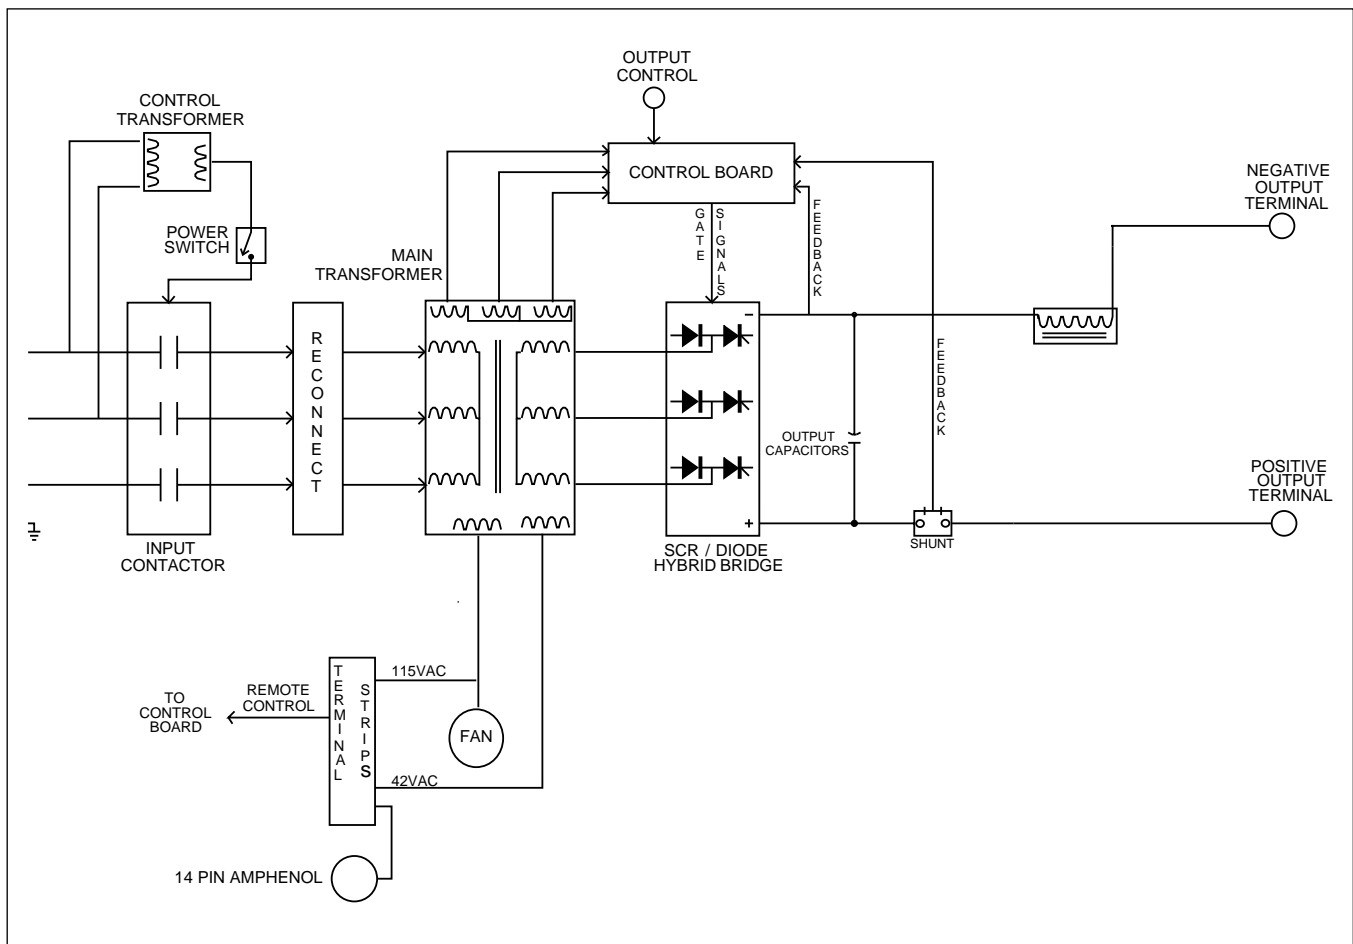 OUTPUT
CONTROL
CONTROL
TRANSFORMER
CONTROL BOARD
NEGATIVE
OUTPUT
TERMINAL
POWER
SWITCH
MAIN
TRANSFORMER
GATE
SIGNALS
FEEDBACK
-
RECONNECT
FEEDBACK
OUTPUT
CAPACITORS
POSITIVE
OUTPUT
TERMINAL
+
INPUT
CONTACTOR
SCR / DIODE
HYBRID BRIDGE
SHUNT
TERMINAL
STRIPS
115VAC
TO
CONTROL
BOARD
REMOTE
CONTROL
FAN
42VAC
14 PIN AMPHENOL